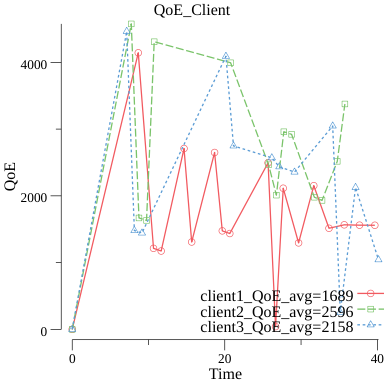 QoE_Client
QoE
4000
2000
0
client1_QoE_avg=1689
client2_QoE_avg=2596
client3_QoE_avg=2158
0
20
40
Time